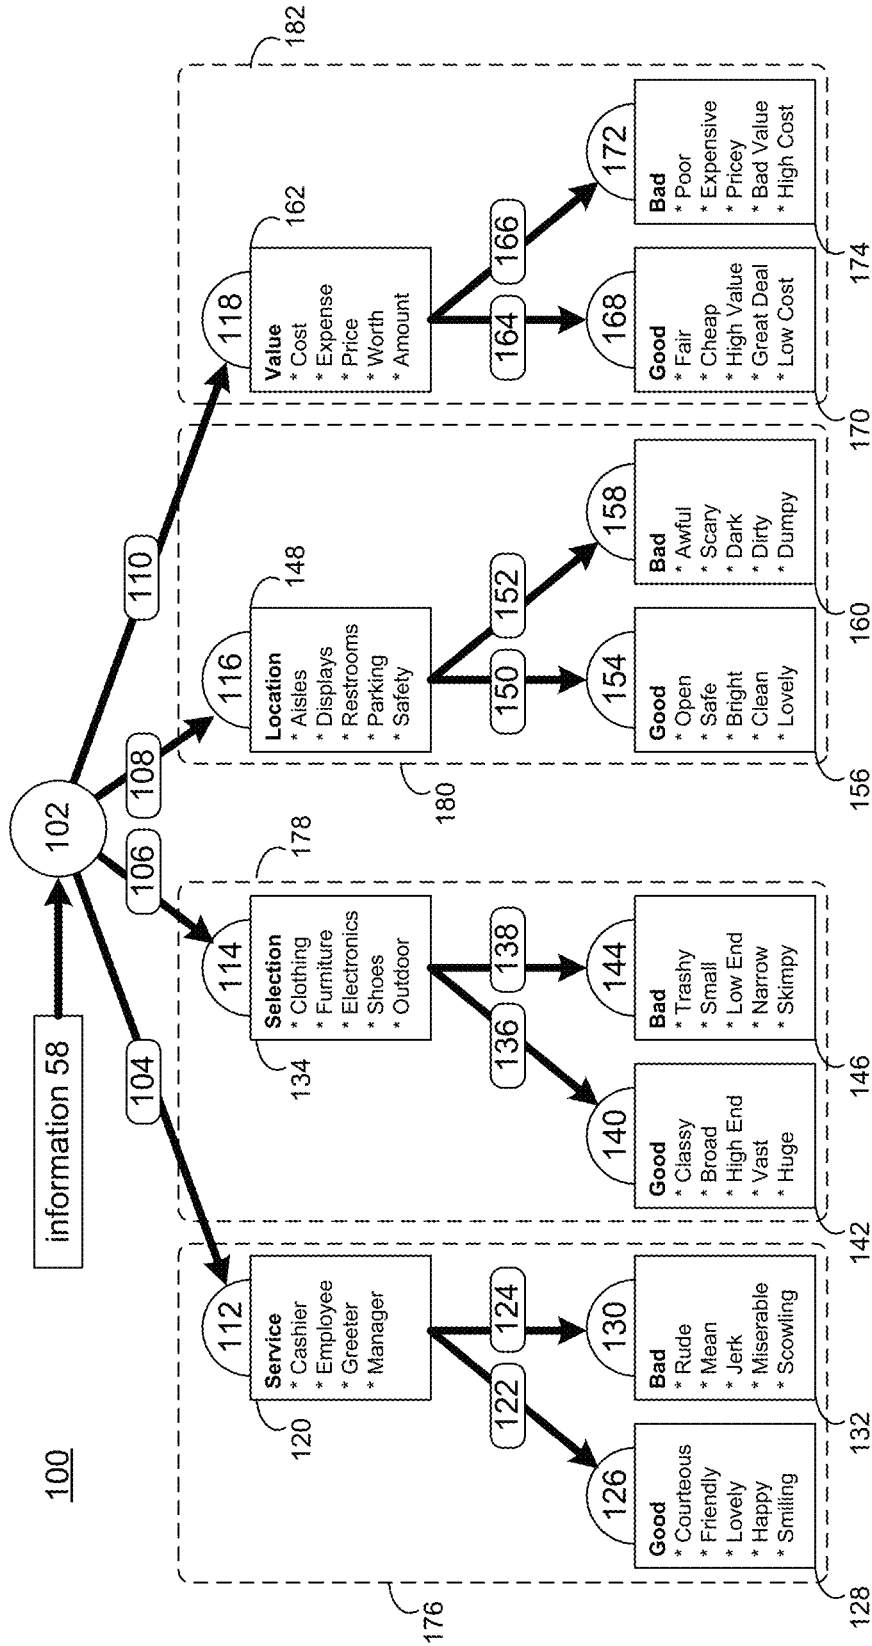 100
information 58
102
104
106
108
110
176
178
180
182
112
120
Service
* Cashier
* Employee
* Greeter
* Manager
114
134
Selection
* Clothing
* Furniture
* Electronics
* Shoes
* Outdoor
116
148
Location
* Aisles
* Displays
* Restrooms
* Parking
* Safety
118
162
Value
* Cost
* Expense
* Price
* Worth
* Amount
122
124
136
138
150
152
164
166
126
Good
* Courteous
* Friendly
* Lovely
* Happy
* Smiling
128
130
Bad
* Rude
* Mean
* Jerk
* Miserable
* Scowling
132
140
Good
* Classy
* Broad
* High End
* Vast
* Huge
142
144
Bad
* Trashy
* Small
* Low End
* Narrow
* Skimpy
146
154
Good
* Open
* Safe
* Bright
* Clean
* Lovely
156
158
Bad
* Awful
* Scary
* Dark
* Dirty
* Dumpy
160
168
Good
* Fair
* Cheap
* High Value
* Great Deal
* Low Cost
170
172
Bad
* Poor
* Expensive
* Pricey
* Bad Value
* High Cost
174